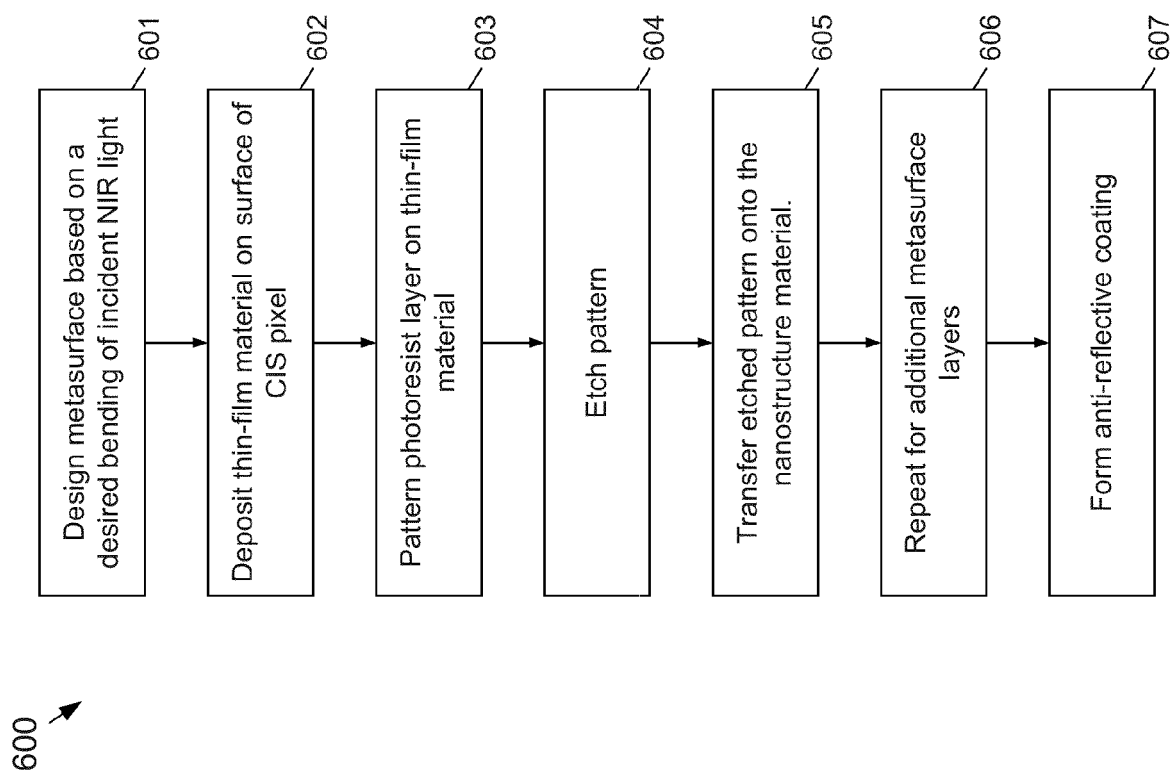 600
Design metasurface based on a
desired bending of incident NIR light
601
Deposit thin-film material on surface of
CIS pixel
602
Pattern photoresist layer on thin-film
material
603
Etch pattern
604
Transfer etched pattern onto the
nanostructure material.
605
Repeat for additional metasurface
layers
606
Form anti-reflective coating
607